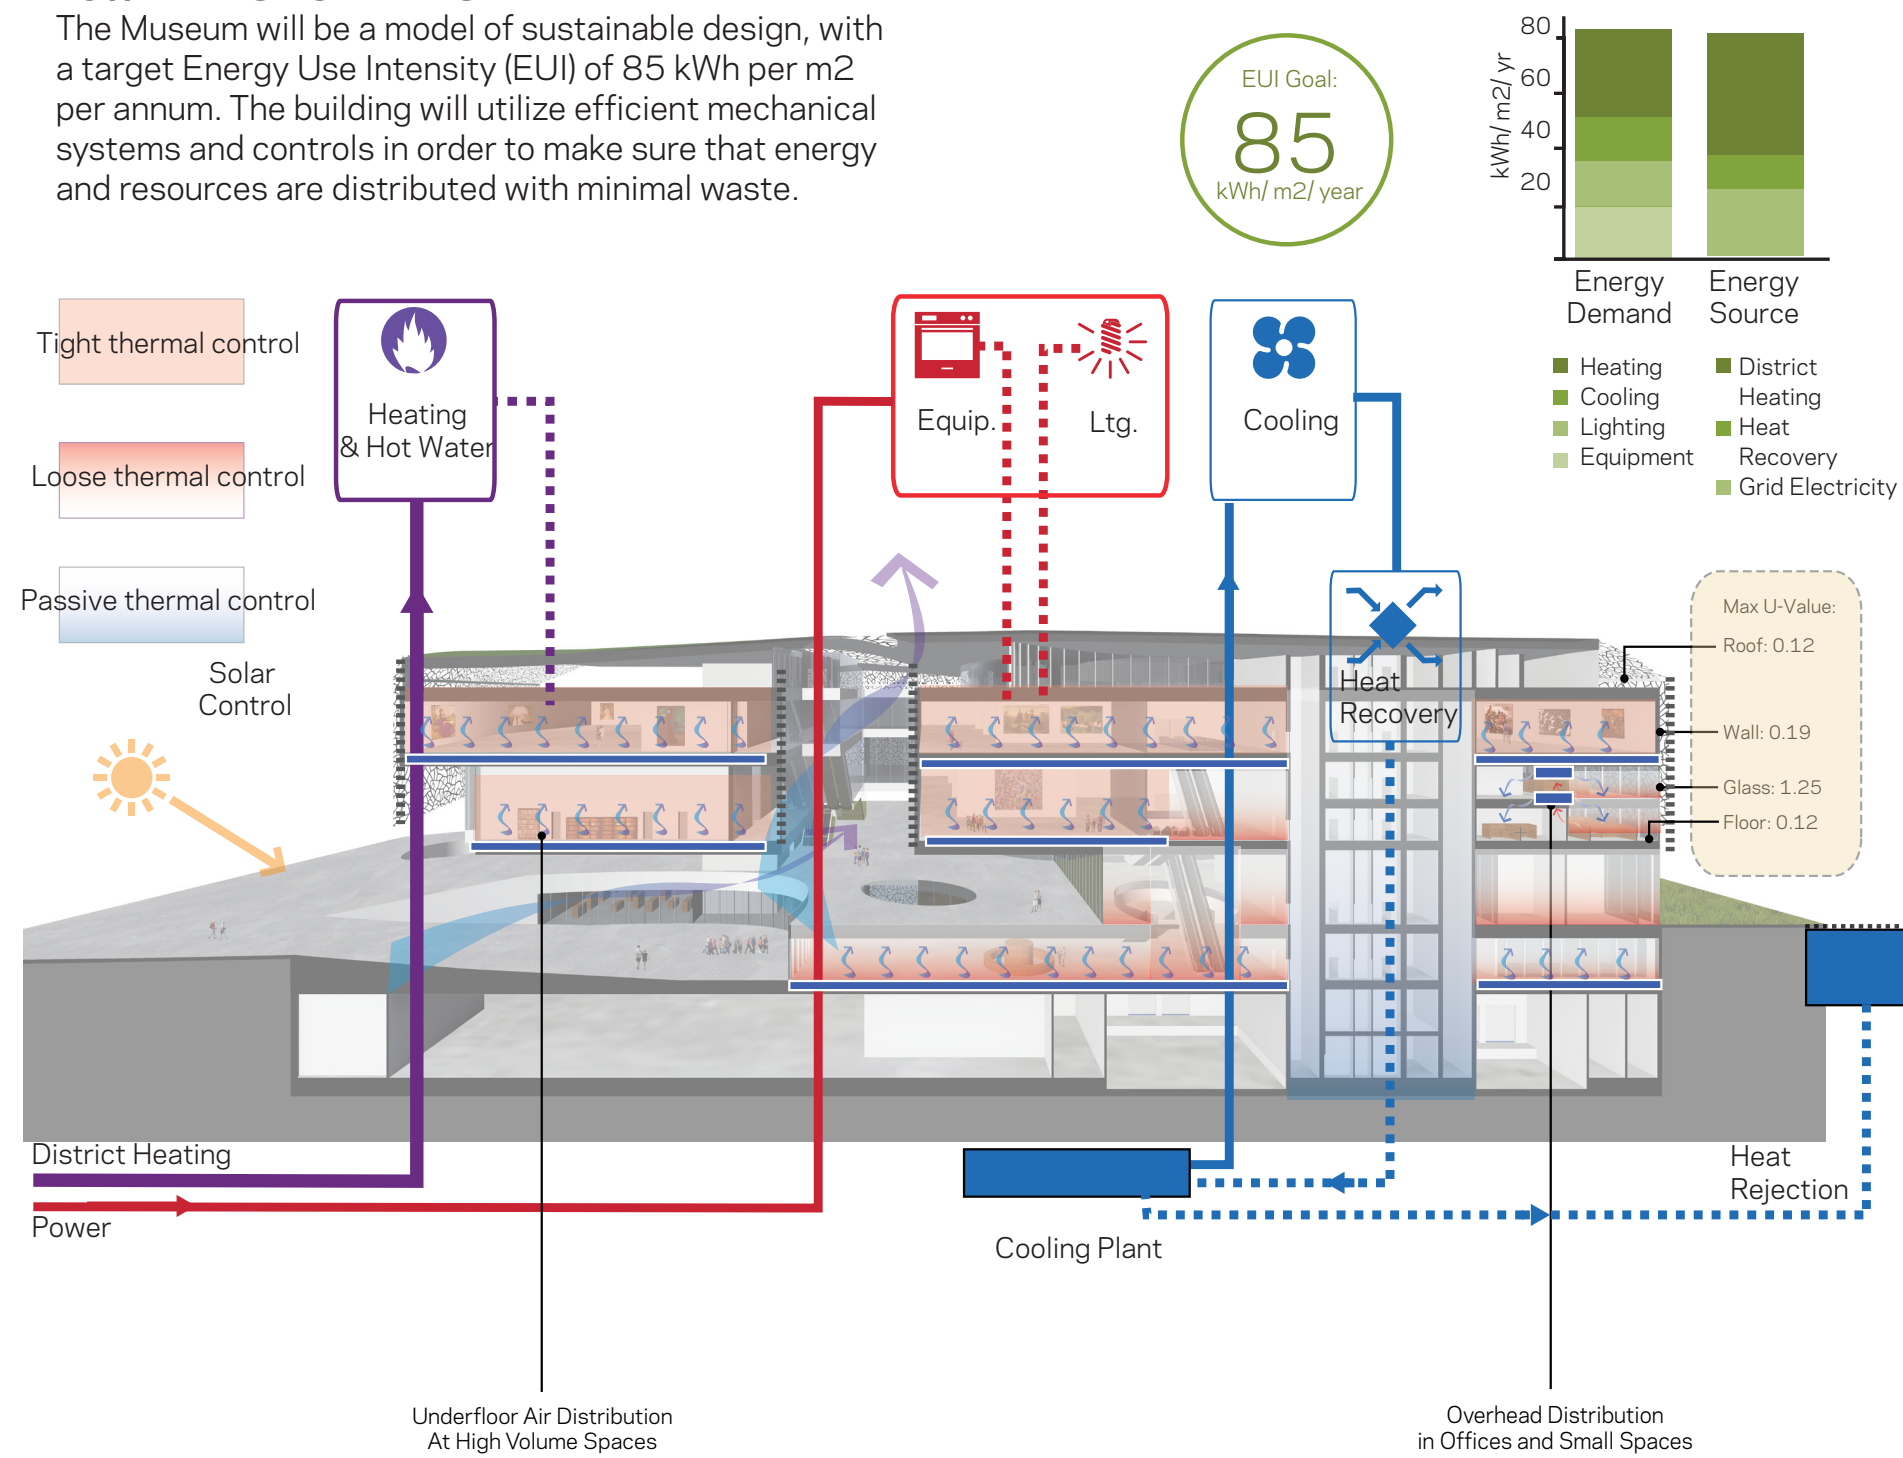 The Museum will be a model of sustainable design, with
a target Energy Use Intensity (EUI) of 85 kWh per m2
per annum. The building will utilize efficient mechanical
systems and controls in order to make sure that energy
and resources are distributed with minimal waste.
EUI Goal:
85
kWh/ m2/ year
kWh/ m2/ yr
80
60
40
20
Energy
Demand
Energy
Source
Heating
Cooling
Lighting
Equipment
District
Heating
Heat
Recovery
Grid Electricity
Tight thermal control
Loose thermal control
Passive thermal control
Heating
& Hot Water
Equip.
Ltg.
Cooling
Heat
Recovery
Solar
Control
Max U-Value:
Roof: 0.12
Wall: 0.19
Glass: 1.25
Floor: 0.12
District Heating
Power
Cooling Plant
Heat
Rejection
Underfloor Air Distribution
At High Volume Spaces
Overhead Distribution
in Offices and Small Spaces